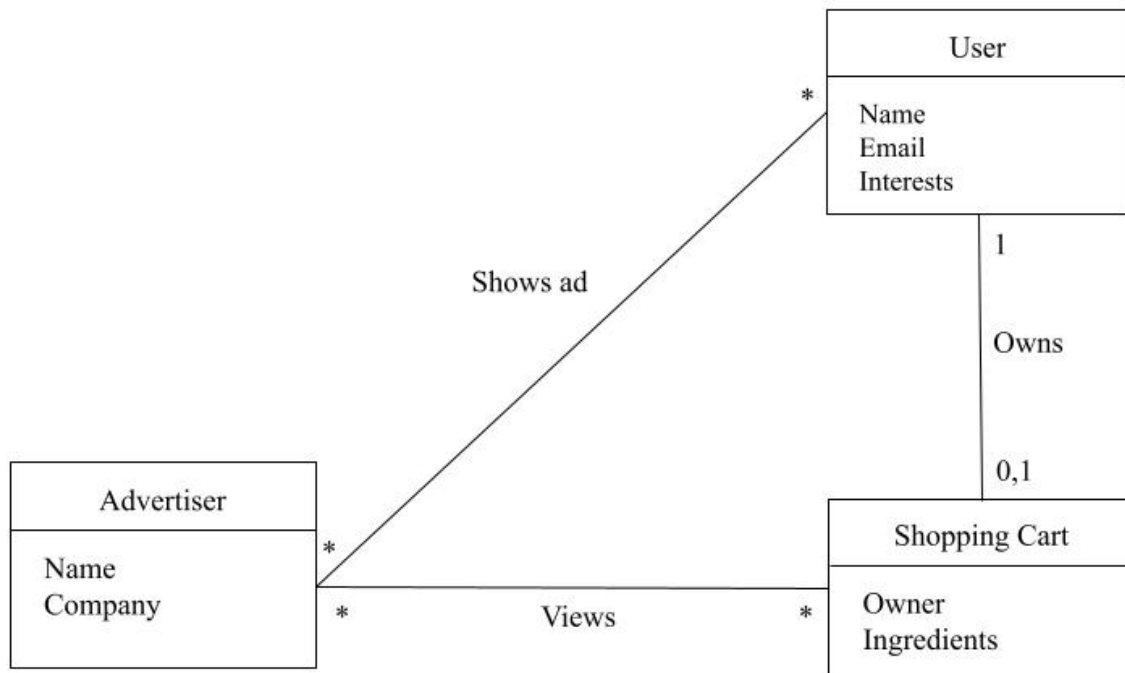 User
*
Name
Email
Interests
1
Shows ad
Owns
0,1
Advertiser
Shopping Cart
*
Name
Company
*
Views
*
Owner
Ingredients